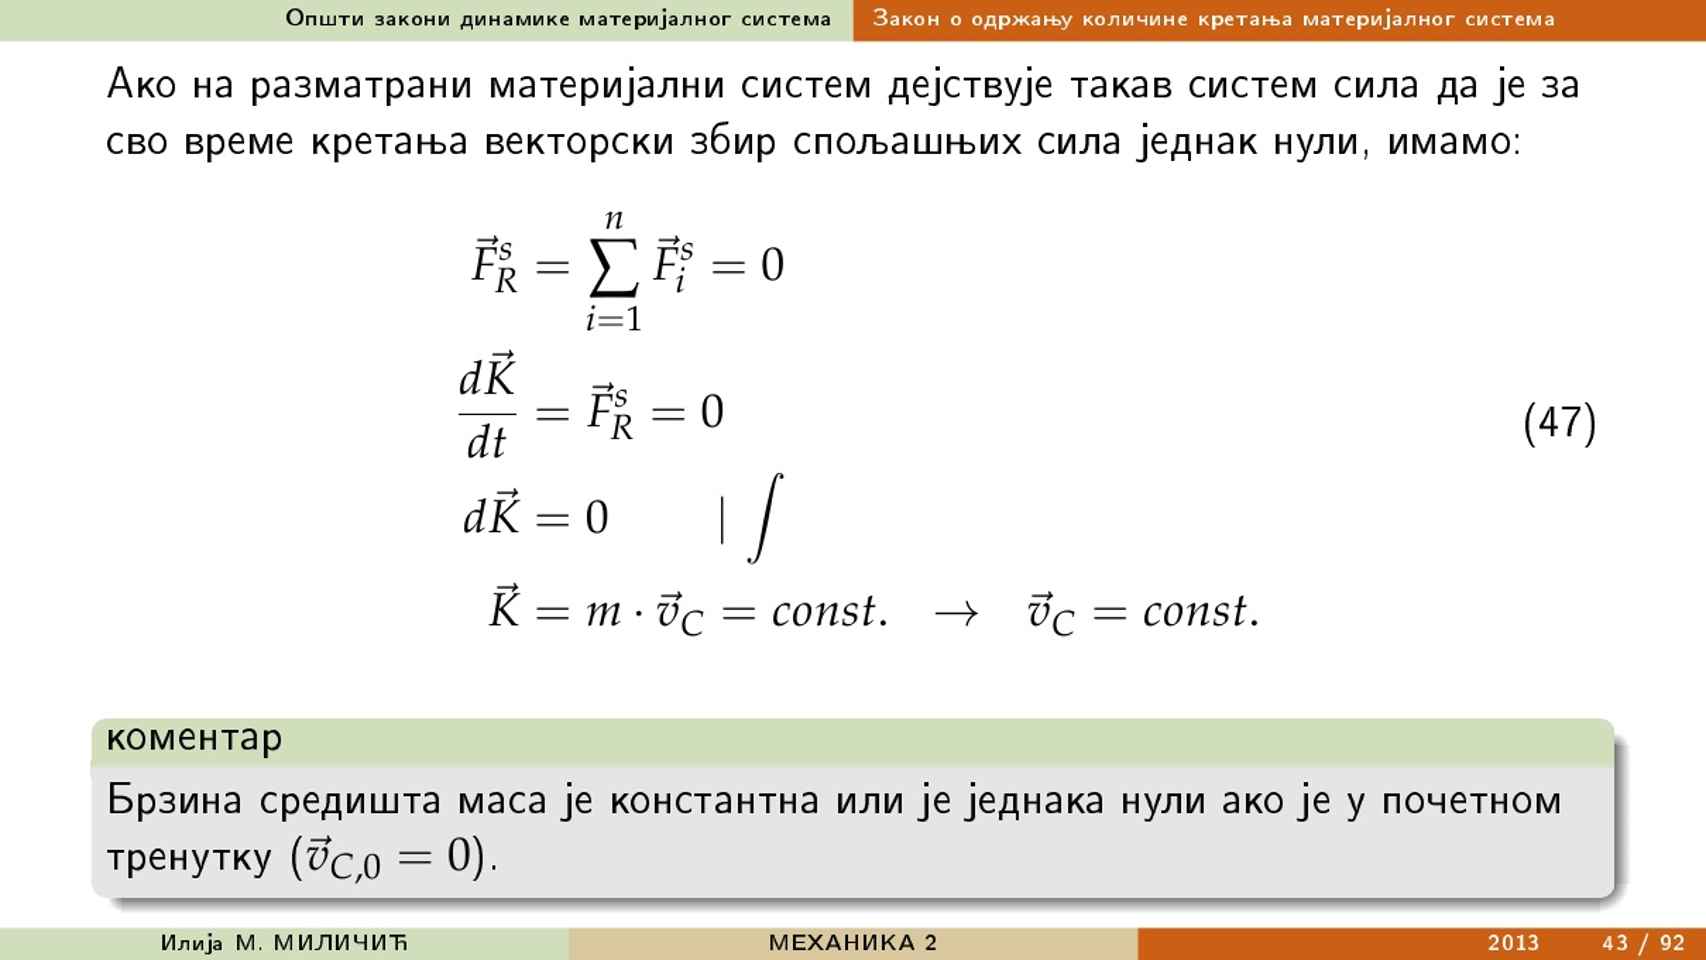 Општи закони динамике материјалног система Закон о одржању количине кретања материјалног система
Ако на разматрани материјални систем дејствује такав систем сила да је за
сво време кретања векторски збир спољашњих сила једнак нули, имамо:
$\vec{F}_R^s = \sum_{i=1}^{n} \vec{F}_i^s = 0$
$\frac{d\vec{K}}{dt} = \vec{F}_R^s = 0$ (47)
$d\vec{K} = 0 \quad | \int$
$\vec{K} = m \cdot \vec{v}_C = const. \rightarrow \vec{v}_C = const.$
коментар
Брзина средишта маса је константна или је једнака нули ако је у почетном
тренутку ($\vec{v}_{C,0} = 0$).
Илија М. МИЛИЧИЋ МЕХАНИКА 2 2013 43 / 92